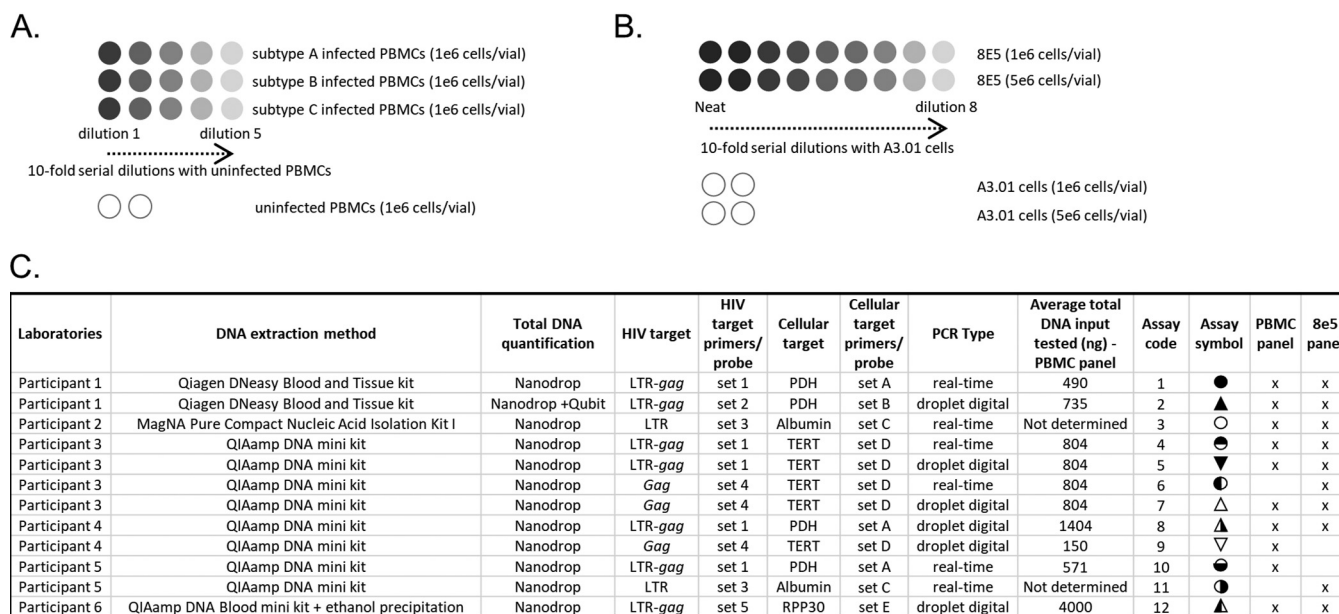 A.
subtype A infected PBMCs (1e6 cells/vial)
subtype B infected PBMCs (1e6 cells/vial)
subtype C infected PBMCs (1e6 cells/vial)
dilution 1 dilution 5
10-fold serial dilutions with uninfected PBMCs
uninfected PBMCs (1e6 cells/vial)
B.
8E5 (1e6 cells/vial)
8E5 (5e6 cells/vial)
Neat dilution 8
10-fold serial dilutions with A3.01 cells
A3.01 cells (1e6 cells/vial)
A3.01 cells (5e6 cells/vial)
C.
Laboratories DNA extraction method Total DNA quantification HIV target HIV target primers/ probe Cellular target Cellular target primers/ probe PCR Type Average total DNA input tested (ng) - PBMC panel Assay code Assay symbol PBMC panel 8e5 panel
Participant 1 Qiagen DNeasy Blood and Tissue kit Nanodrop LTR-gag set 1 PDH set A real-time 490 1 x x
Participant 1 Qiagen DNeasy Blood and Tissue kit Nanodrop +Qubit LTR-gag set 2 PDH set B droplet digital 735 2 x x
Participant 2 MagNA Pure Compact Nucleic Acid Isolation Kit I Nanodrop LTR set 3 Albumin set C real-time Not determined 3 x x
Participant 3 QIAamp DNA mini kit Nanodrop LTR-gag set 1 TERT set D real-time 804 4 x x
Participant 3 QIAamp DNA mini kit Nanodrop LTR-gag set 1 TERT set D droplet digital 804 5 x x
Participant 3 QIAamp DNA mini kit Nanodrop Gag set 4 TERT set D real-time 804 6 x
Participant 3 QIAamp DNA mini kit Nanodrop Gag set 4 TERT set D droplet digital 804 7 x x
Participant 4 QIAamp DNA mini kit Nanodrop LTR-gag set 1 PDH set A droplet digital 1404 8 x x
Participant 4 QIAamp DNA mini kit Nanodrop Gag set 4 TERT set D droplet digital 150 9 x
Participant 5 QIAamp DNA mini kit Nanodrop LTR-gag set 1 PDH set A real-time 571 10 x
Participant 5 QIAamp DNA mini kit Nanodrop LTR set 3 Albumin set C real-time Not determined 11 x
Participant 6 QIAamp DNA Blood mini kit + ethanol precipitation Nanodrop LTR-gag set 5 RPP30 set E droplet digital 4000 12 x x